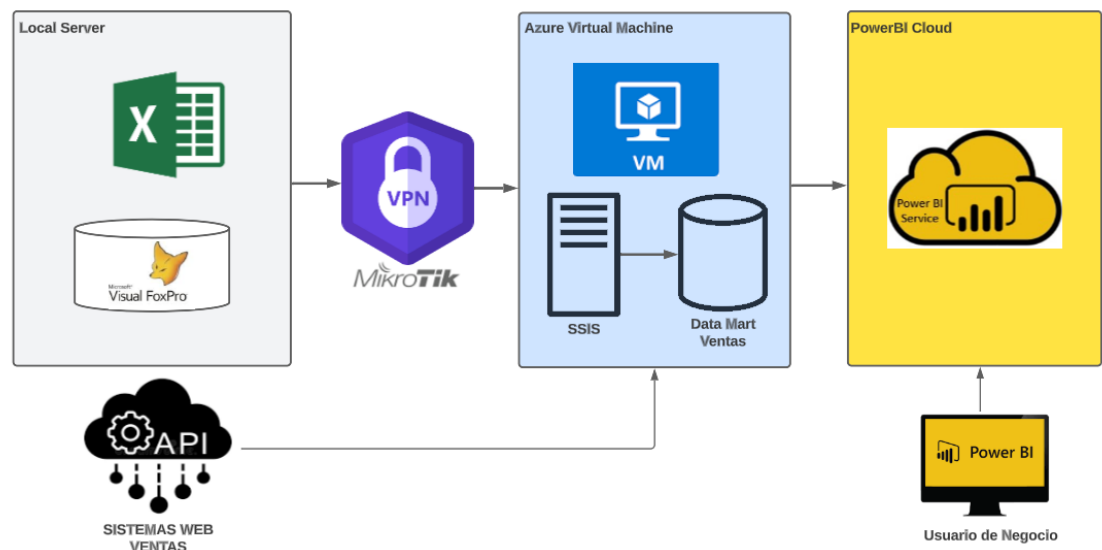 Local Server
X
Microsoft
Visual FoxPro
VPN
MikroTik
Azure Virtual Machine
VM
SSIS
Data Mart
Ventas
PowerBI Cloud
Power BI
Service
API
SISTEMAS WEB
VENTAS
Power BI
Usuario de Negocio